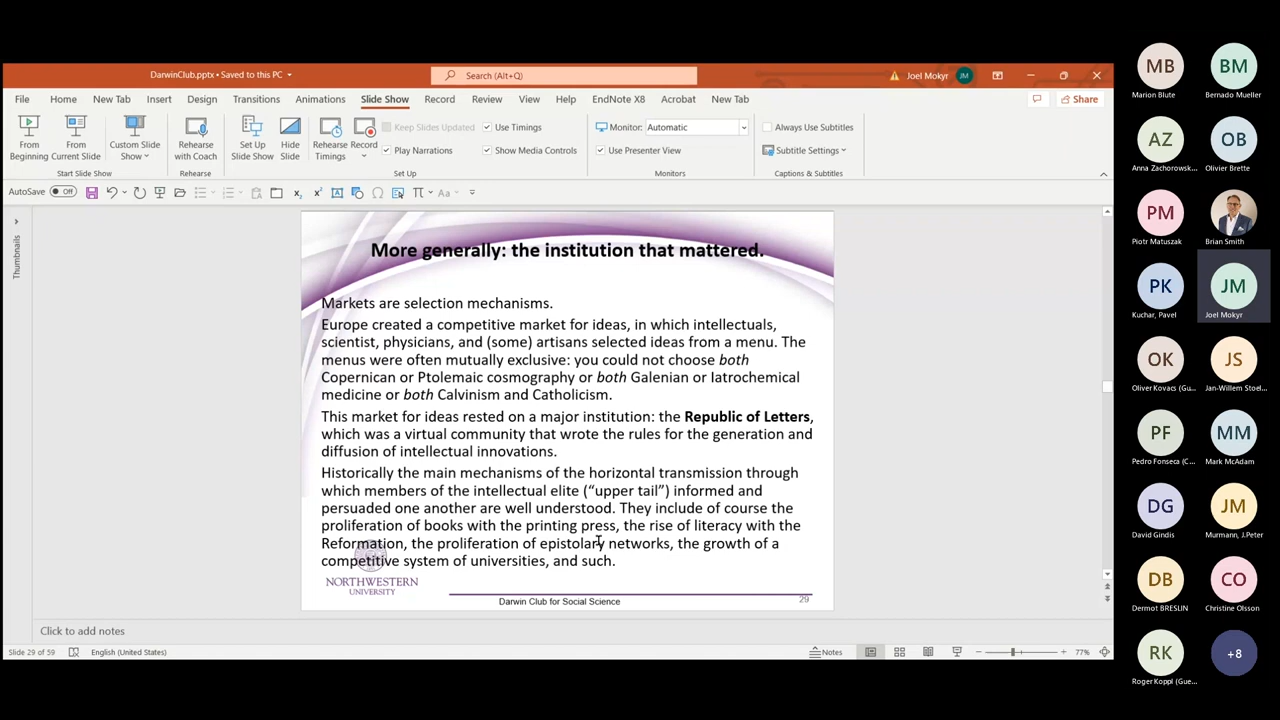 DarwinClub.pptx • Saved to this PC
Search (Alt+Q)
Joel Mokyr
JM
File Home New Tab Insert Design Transitions Animations Slide Show Record Review View Help EndNote X8 Acrobat New Tab
Share
From Beginning
From Current Slide
Custom Slide Show
Start Slide Show
Rehearse with Coach
Rehearse
Set Up Slide Show
Hide Slide
Rehearse Timings
Record
Keep Slides Updated
Play Narrations
Use Timings
Show Media Controls
Set Up
Monitor: Automatic
Use Presenter View
Monitors
Always Use Subtitles
Subtitle Settings
Captions & Subtitles
AutoSave Off
Thumbnails
More generally: the institution that mattered.
Markets are selection mechanisms.
Europe created a competitive market for ideas, in which intellectuals,
scientist, physicians, and (some) artisans selected ideas from a menu. The
menus were often mutually exclusive: you could not choose both
Copernican or Ptolemaic cosmography or both Galenian or Iatrochemical
medicine or both Calvinism and Catholicism.
This market for ideas rested on a major institution: the Republic of Letters,
which was a virtual community that wrote the rules for the generation and
diffusion of intellectual innovations.
Historically the main mechanisms of the horizontal transmission through
which members of the intellectual elite (“upper tail”) informed and
persuaded one another are well understood. They include of course the
proliferation of books with the printing press, the rise of literacy with the
Reformation, the proliferation of epistolary networks, the growth of a
competitive system of universities, and such.
NORTHWESTERN
UNIVERSITY
Darwin Club for Social Science
29
Click to add notes
Slide 29 of 59
English (United States)
Notes
77%
MB
Marion Blute
BM
Bernado Mueller
AZ
Anna Zachorowsk...
OB
Olivier Brette
PM
Piotr Matuszak
Brian Smith
PK
Kuchar, Pavel
JM
Joel Mokyr
OK
Oliver Kovacs (Gu...
JS
Jan-Willem Stoel...
PF
Pedro Fonseca (C...
MM
Mark McAdam
DG
David Gindis
JM
Murmann, J.Peter
DB
Dermot BRESLIN
CO
Christine Olsson
RK
Roger Koppl (Gue...
+8